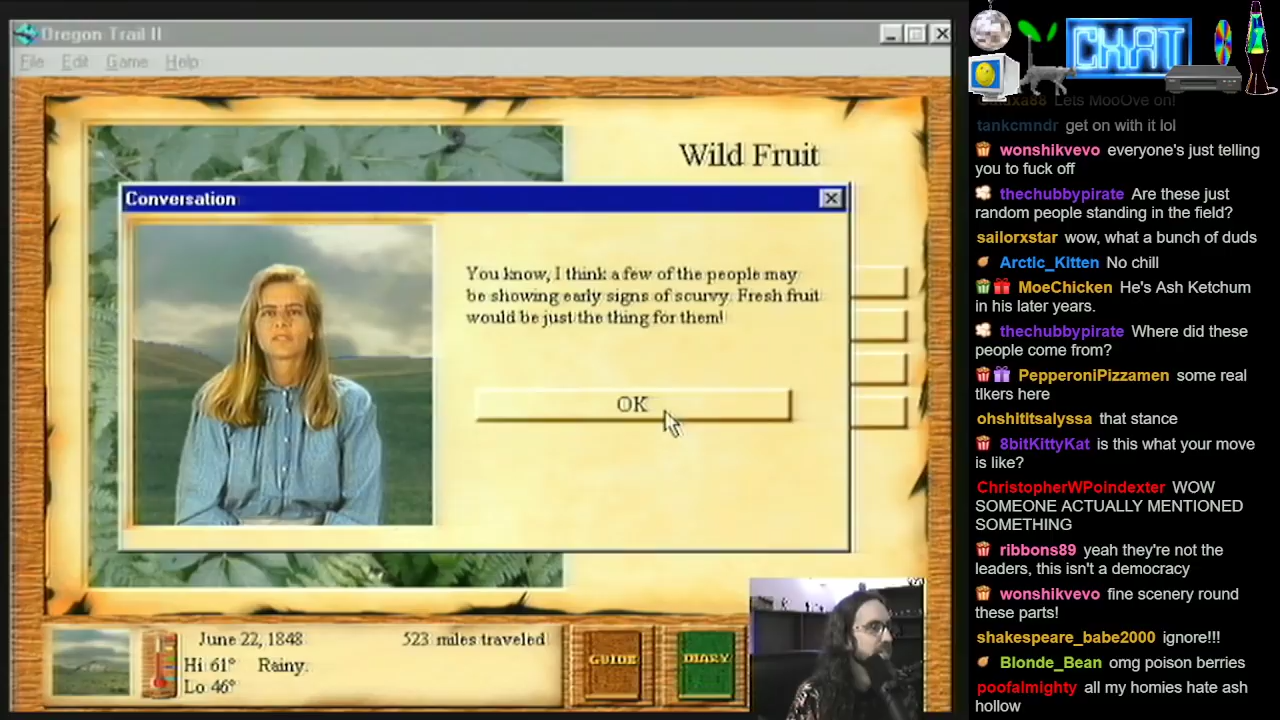 Oregon Trail II
File Edit Game Help
Wild Fruit
Conversation
You know, I think a few of the people may
be showing early signs of scurvy. Fresh fruit
would be just the thing for them!
OK
June 22, 1848
523 miles traveled
Hi 61° Rainy.
Lo 46°
GUIDE
DIARY
CHAT
Lets MooOve on!
tankcmndr get on with it lol
wonshikvevo everyone's just telling
you to fuck off
thechubbypirate Are these just
random people standing in the field?
sailorxstar wow, what a bunch of duds
Arctic_Kitten No chill
MoeChicken He's Ash Ketchum
in his later years.
thechubbypirate Where did these
people come from?
PepperoniPizzamen some real
tlkers here
ohshititsalyssa that stance
8bitKittyKat is this what your move
is like?
ChristopherWPoindexter WOW
SOMEONE ACTUALLY MENTIONED
SOMETHING
ribbons89 yeah they're not the
leaders, this isn't a democracy
wonshikvevo fine scenery round
these parts!
shakespeare_babe2000 ignore!!!
Blonde_Bean omg poison berries
poofalmighty all my homies hate ash
hollow